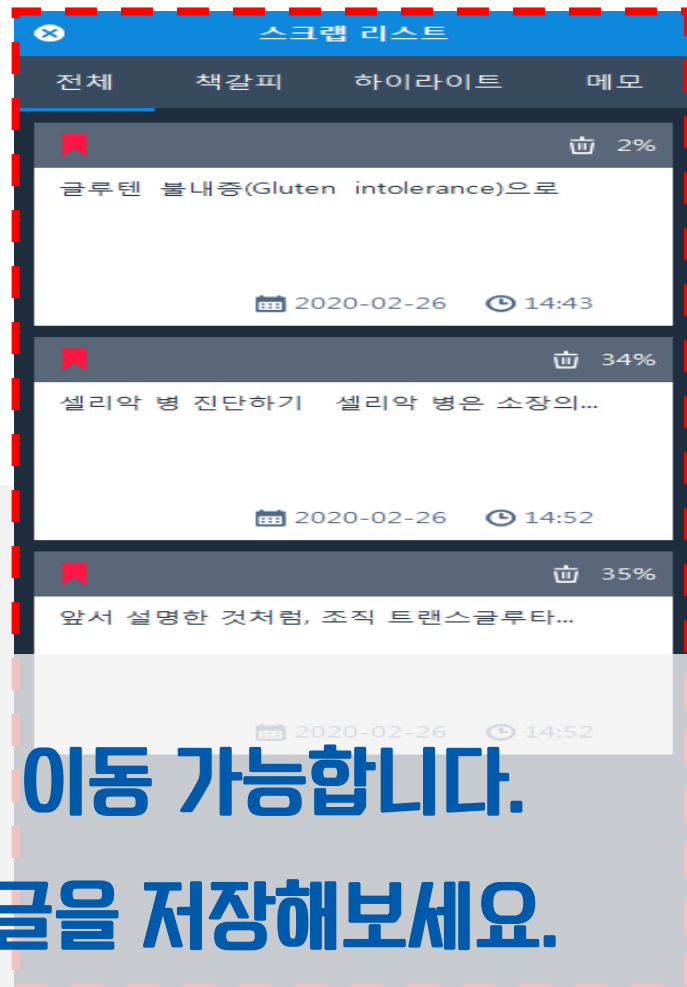 스크랩 리스트
전체 책갈피 하이라이트 메모
2%
글루텐 불내증(Gluten intolerance)으로
2020-02-26 14:43
34%
셀리악 병 진단하기 셀리악 병은 소장의...
2020-02-26 14:52
35%
앞서 설명한 것처럼, 조직 트랜스글루타...
2020-02-26 14:52
이동 가능합니다.
글을 저장해보세요.